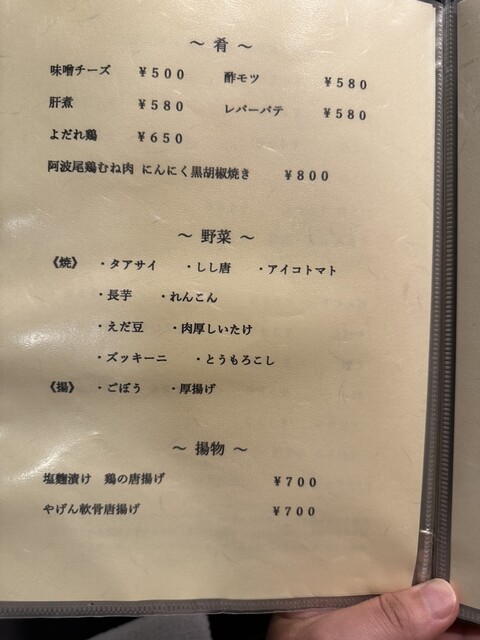 ～ 肴 ～
味噌チーズ ￥500 酢モツ ￥580
肝煮 ￥580 レバーパテ ￥580
よだれ鶏 ￥650
阿波尾鶏むね肉 にんにく黒胡椒焼き ￥800
～ 野菜 ～
《焼》 ・タアサイ ・しし唐 ・アイコトマト
・長芋 ・れんこん
・えだ豆 ・肉厚しいたけ
・ズッキーニ ・とうもろこし
《揚》 ・ごぼう ・厚揚げ
～ 揚物 ～
塩麴漬け 鶏の唐揚げ ￥700
やげん軟骨唐揚げ ￥700